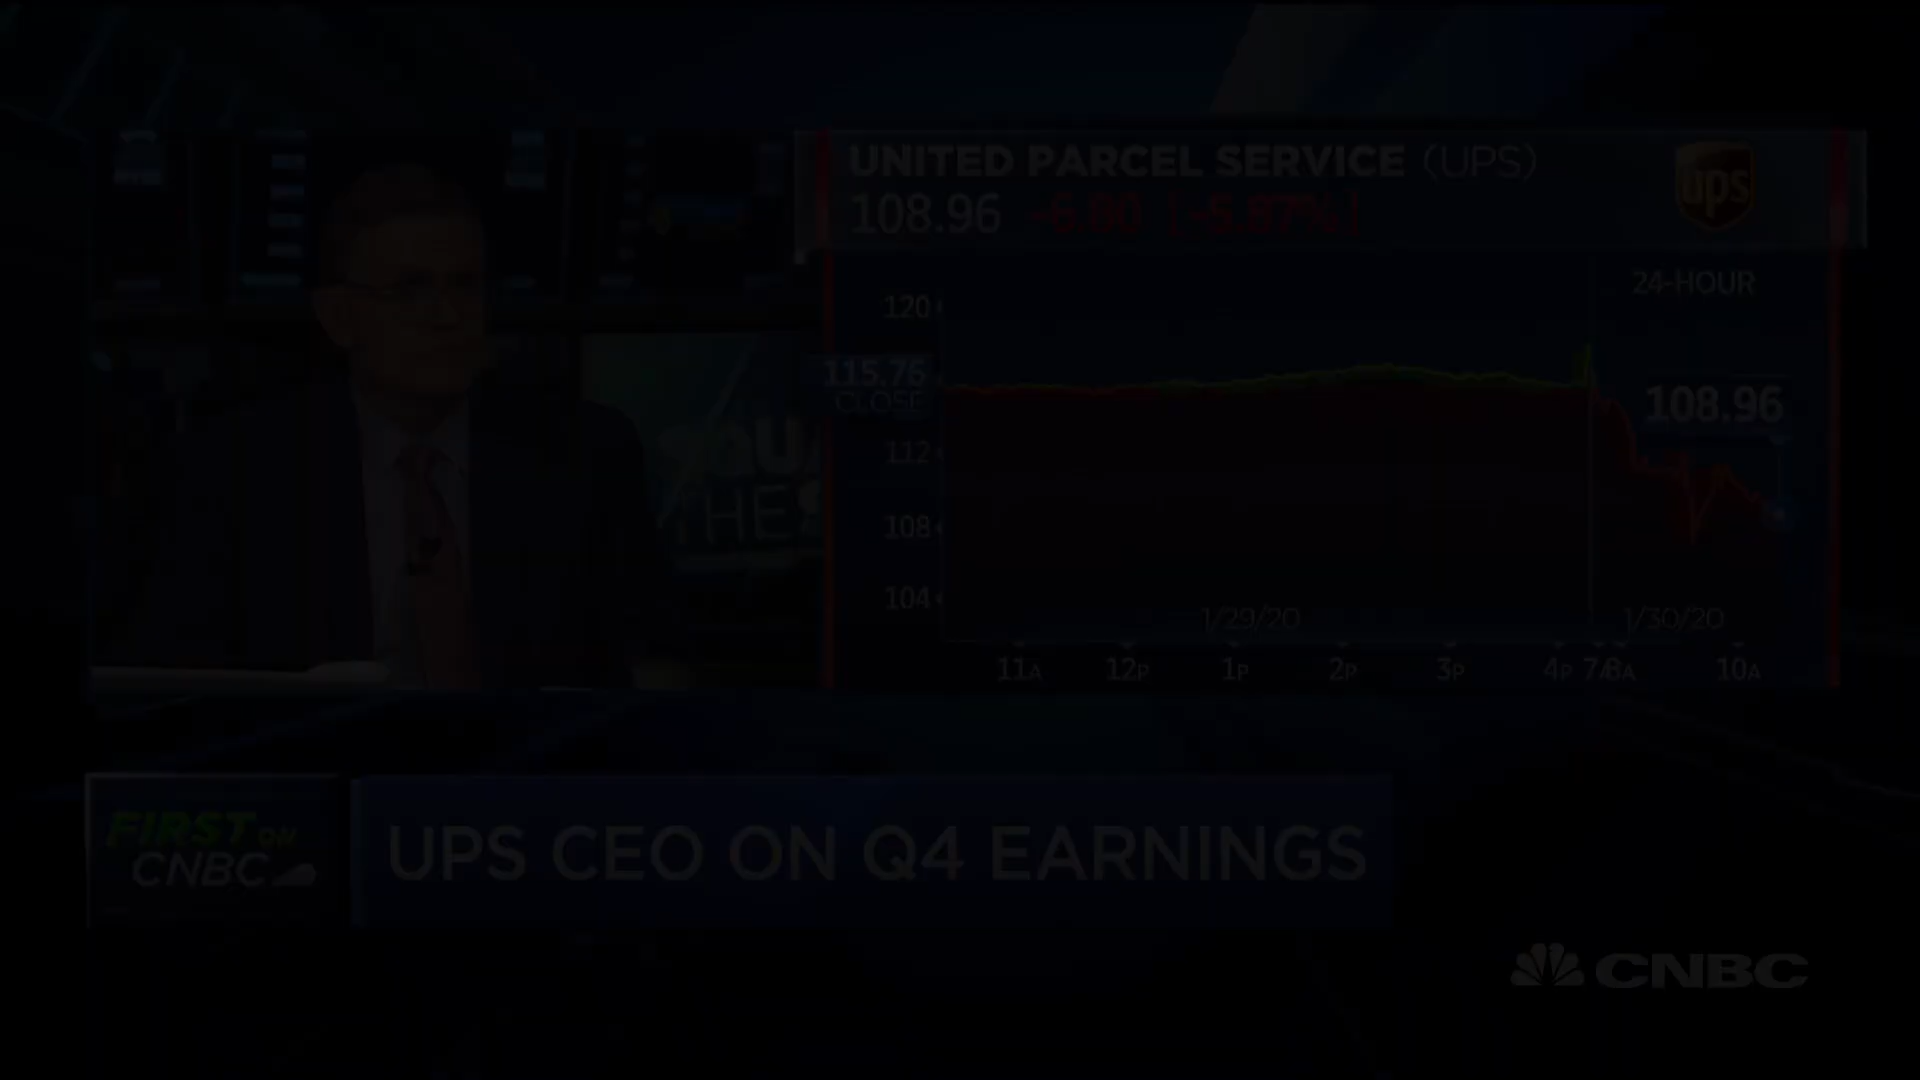 UNITED PARCEL SERVICE (UPS)
108.96 -6.80 [-5.87%]
ups
24-HOUR
120
115.76
CLOSE
108.96
112
108
104
1/29/20
1/30/20
11A 12P 1P 2P 3P 4P 7/8A 10A
THE
FIRST ON
CNBC
UPS CEO ON Q4 EARNINGS
CNBC